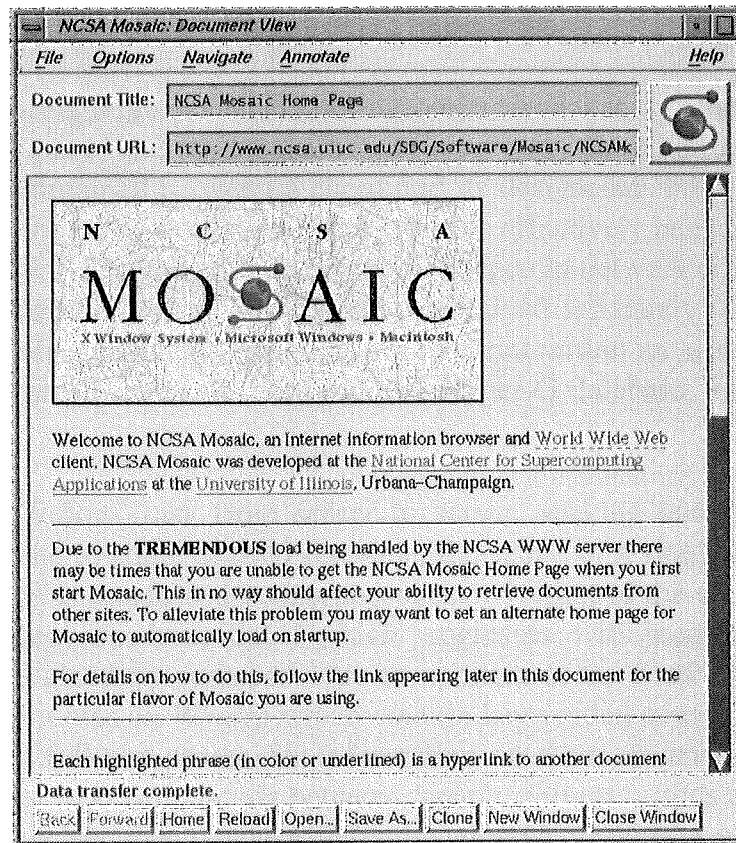 NCSA Mosaic: Document View
File Options Navigate Annotate Help
Document Title: NCSA Mosaic Home Page
Document URL: http://www.ncsa.uiuc.edu/SDG/Software/Mosaic/NCSAMo
N C S A
MOSAIC
X Window System • Microsoft Windows • Macintosh
Welcome to NCSA Mosaic, an Internet information browser and World Wide Web
client. NCSA Mosaic was developed at the National Center for Supercomputing
Applications at the University of Illinois, Urbana-Champaign.
Due to the TREMENDOUS load being handled by the NCSA WWW server there
may be times that you are unable to get the NCSA Mosaic Home Page when you first
start Mosaic. This in no way should affect your ability to retrieve documents from
other sites. To alleviate this problem you may want to set an alternate home page for
Mosaic to automatically load on startup.
For details on how to do this, follow the link appearing later in this document for the
particular flavor of Mosaic you are using.
Each highlighted phrase (in color or underlined) is a hyperlink to another document
Data transfer complete.
Back Forward Home Reload Open... Save As... Clone New Window Close Window